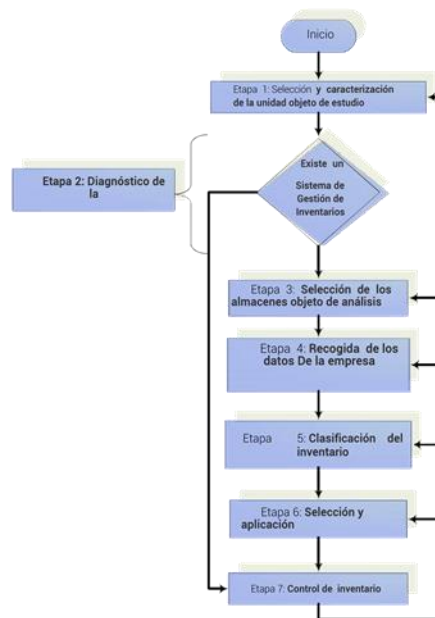 Inicio
Etapa 1: Selección y caracterización
de la unidad objeto de estudio
Existe un
Sistema de
Gestión de
Inventarios
Etapa 2: Diagnóstico de
la
Etapa 3: Selección de los
almacenes objeto de análisis
Etapa 4: Recogida de los
datos De la empresa
Etapa 5: Clasificación del
inventario
Etapa 6: Selección y
aplicación
Etapa 7: Control de inventario